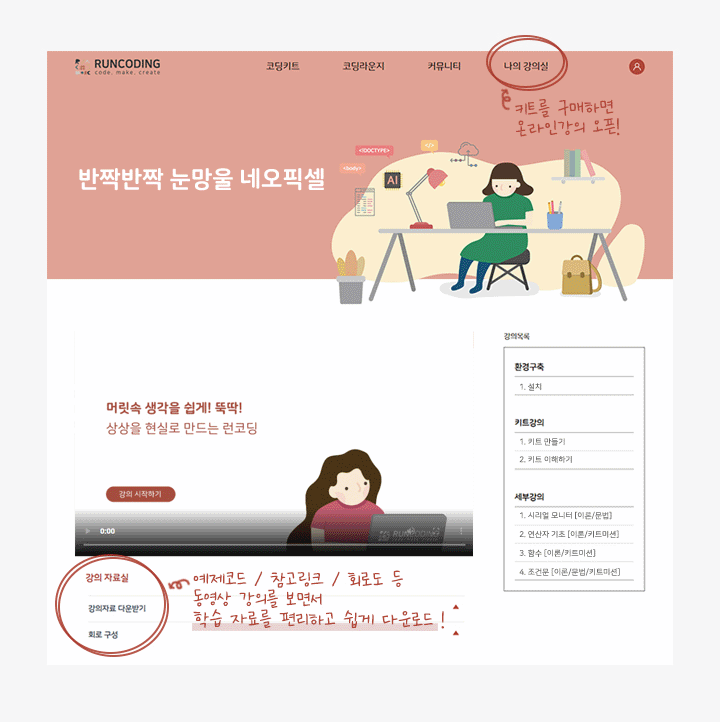 RUNCODING
code. make. create
코딩키트
코딩라운지
커뮤니티
나의 강의실
키트를 구매하면
온라인강의 오픈!
반짝반짝 눈망울 네오픽셀
<!DOCTYPE>
</>
<body>
AI
강의목록
환경구축
1. 설치
키트강의
1. 키트 만들기
2. 키트 이해하기
세부강의
1. 시리얼 모니터 [이론/문법]
2. 연산자 기초 [이론/키트미션]
3. 함수 [이론/키트미션]
4. 조건문 [이론/문법/키트미션]
머릿속 생각을 쉽게! 뚝딱!
상상을 현실로 만드는 런코딩
강의 시작하기
RUNCODING
0:00
강의 자료실
강의자료 다운받기
회로 구성
예제코드 / 참고링크 / 회로도 등
동영상 강의를 보면서
학습 자료를 편리하고 쉽게 다운로드!